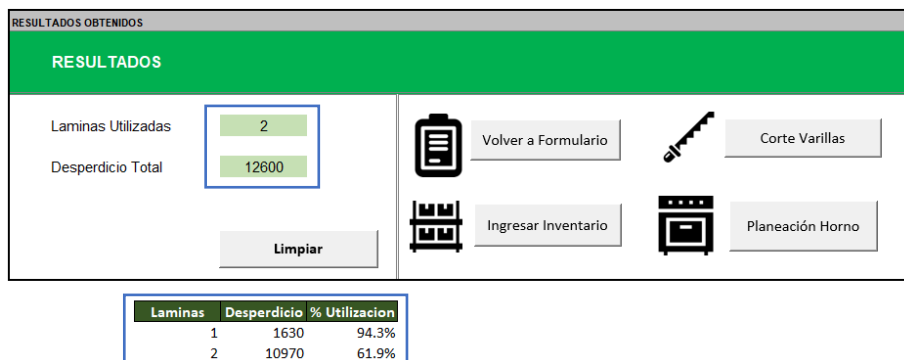 RESULTADOS OBTENIDOS
RESULTADOS
Laminas Utilizadas 2
Desperdicio Total 12600
Limpiar
Volver a Formulario
Corte Varillas
Ingresar Inventario
Planeación Horno
Laminas Desperdicio % Utilizacion
1 1630 94.3%
2 10970 61.9%